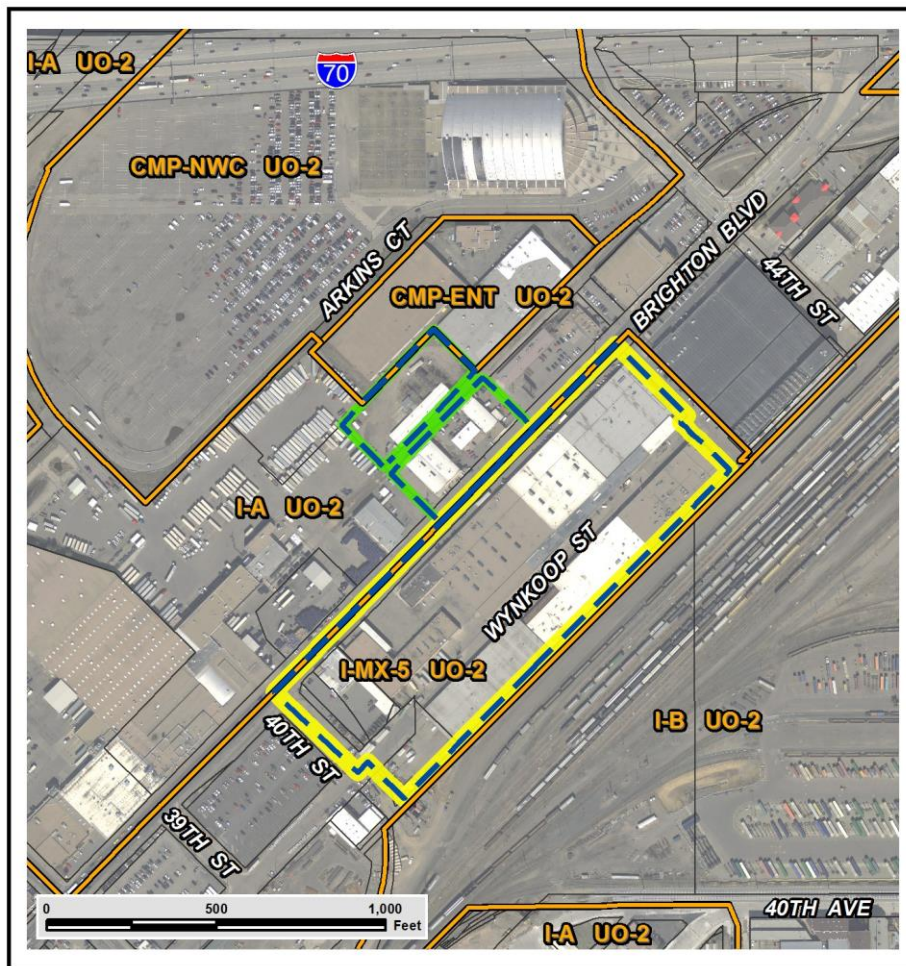 I-A UO-2
70
CMP-NWC UO-2
ARKINS CT
BRIGHTON BLVD
44TH ST
CMP-ENT UO-2
I-A UO-2
WYNKOOP ST
I-MX-5 UO-2
I-B UO-2
40TH ST
39TH ST
0 500 1,000
Feet
40TH AVE
I-A UO-2